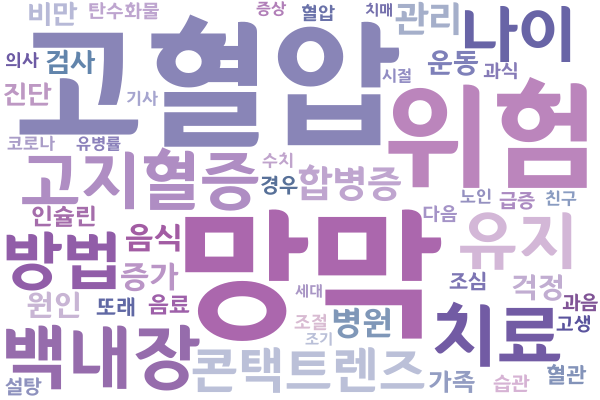 비만 탄수화물 증상 혈압 치매 관리 나이
고혈압
의사 검사 시절 운동 과식
진단 기사 위험
코로나 유병률
고지혈증 수치 경우 합병증
인슐린 다음 노인 급증 친구
방법 음식 망막 유지
증가 조심 걱정
원인 또래 음료 세대 조절 병원 치료 과음 고생
백내장 조기
설탕 콘택트렌즈 가족 습관 혈관